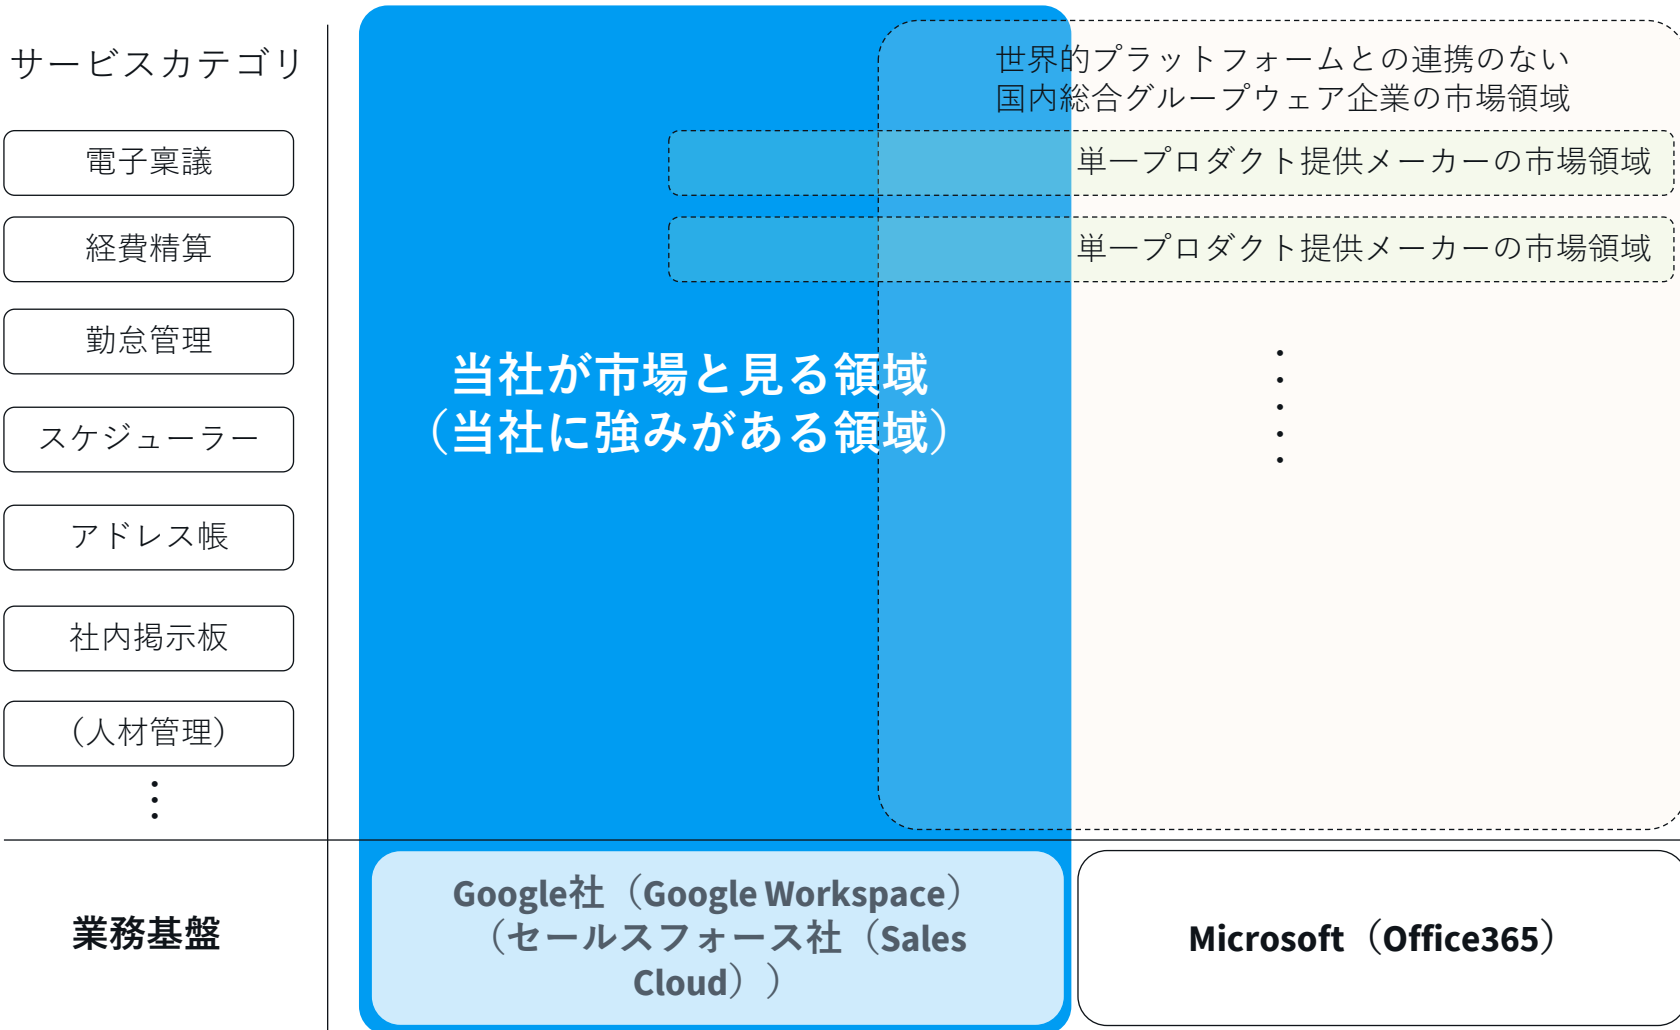 サービスカテゴリ
世界的プラットフォームとの連携のない
国内総合グループウェア企業の市場領域
電子稟議
単一プロダクト提供メーカーの市場領域
経費精算
単一プロダクト提供メーカーの市場領域
勤怠管理
当社が市場と見る領域
（当社に強みがある領域）
スケジューラー
アドレス帳
社内掲示板
（人材管理）
業務基盤
Google社（Google Workspace）
（セールスフォース社（Sales
Cloud））
Microsoft（Office365）